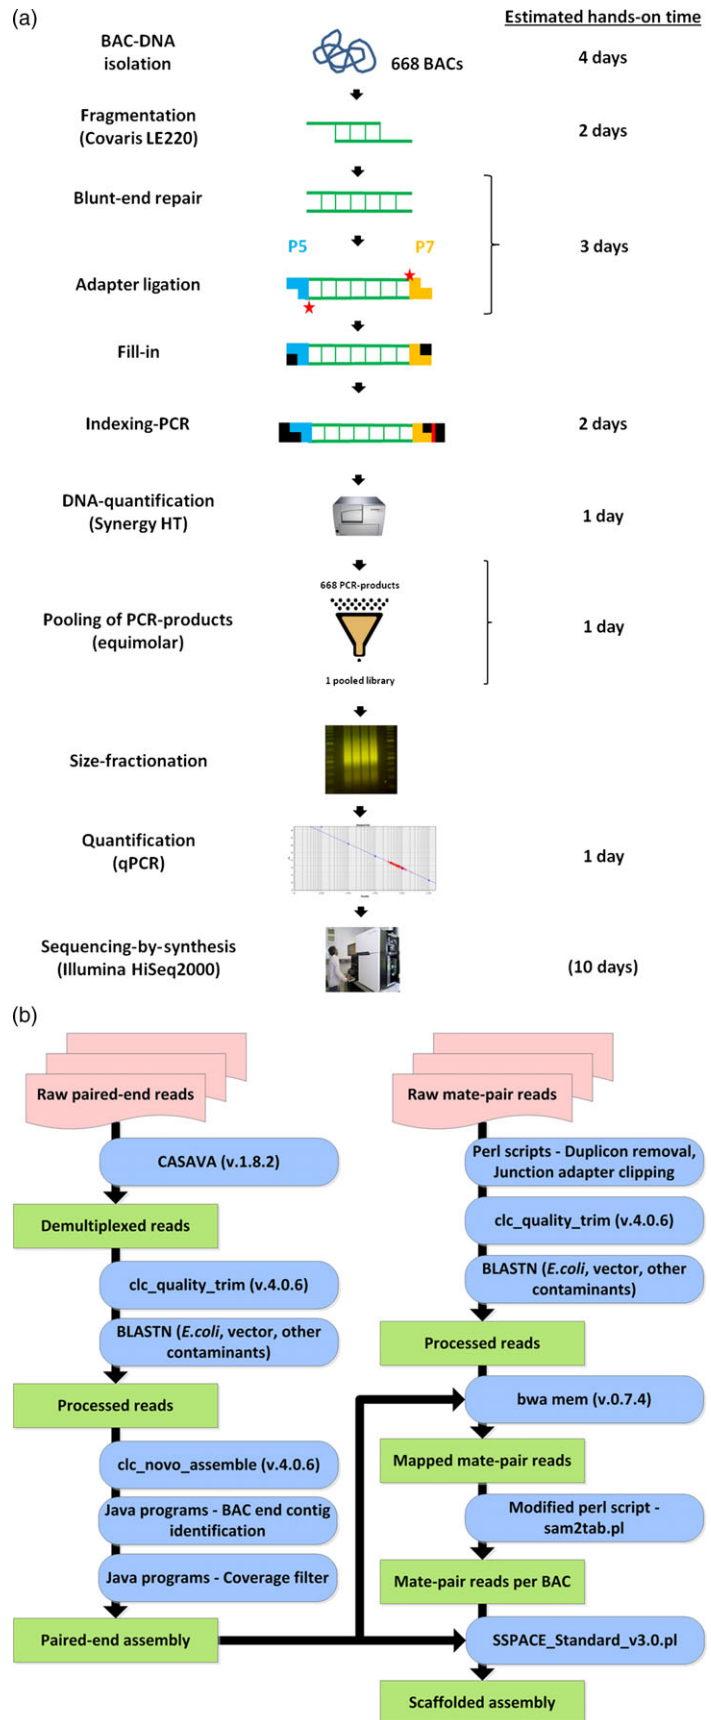 (a)
Estimated hands-on time
BAC-DNA
isolation
668 BACs
4 days
Fragmentation
(Covaris LE220)
2 days
Blunt-end repair
P5
P7
3 days
Adapter ligation
Fill-in
Indexing-PCR
2 days
DNA-quantification
(Synergy HT)
1 day
668 PCR-products
Pooling of PCR-products
(equimolar)
1 day
1 pooled library
Size-fractionation
Quantification
(qPCR)
1 day
Sequencing-by-synthesis
(Illumina HiSeq2000)
(10 days)
(b)
Raw paired-end reads
CASAVA (v.1.8.2)
Demultiplexed reads
clc_quality_trim (v.4.0.6)
BLASTN (E.coli, vector, other
contaminants)
Processed reads
clc_novo_assemble (v.4.0.6)
Java programs - BAC end contig
identification
Java programs - Coverage filter
Paired-end assembly
Raw mate-pair reads
Perl scripts - Duplicon removal,
Junction adapter clipping
clc_quality_trim (v.4.0.6)
BLASTN (E.coli, vector, other
contaminants)
Processed reads
bwa mem (v.0.7.4)
Mapped mate-pair reads
Modified perl script -
sam2tab.pl
Mate-pair reads per BAC
SSPACE_Standard_v3.0.pl
Scaffolded assembly